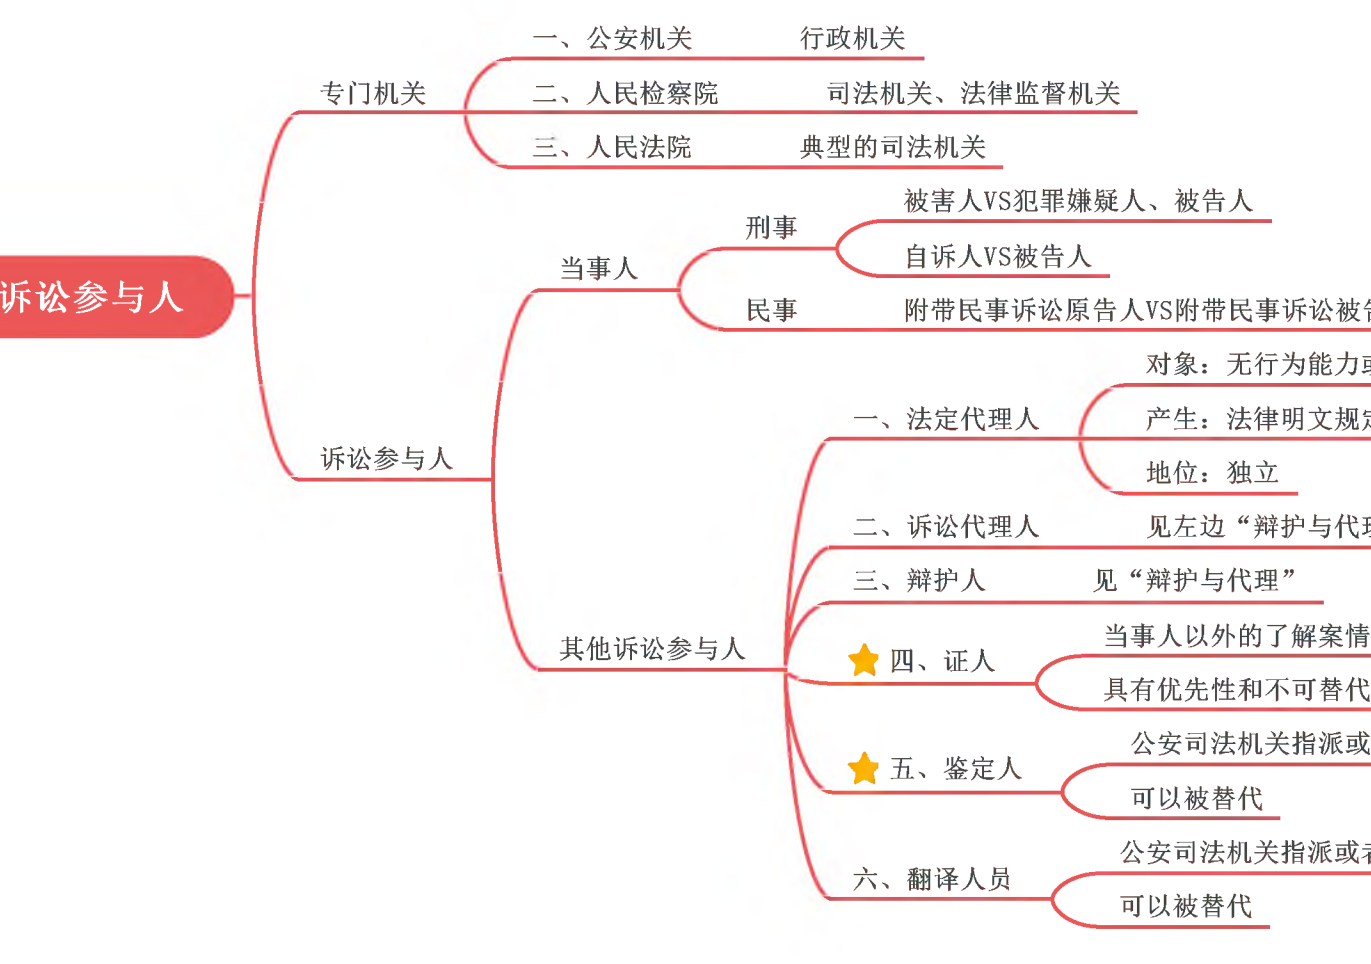 诉讼参与人
专门机关
一、公安机关 行政机关
二、人民检察院 司法机关、法律监督机关
三、人民法院 典型的司法机关
诉讼参与人
当事人
刑事
被害人VS犯罪嫌疑人、被告人
自诉人VS被告人
民事 附带民事诉讼原告人VS附带民事诉讼被
其他诉讼参与人
一、法定代理人
对象：无行为能力
产生：法律明文规
地位：独立
二、诉讼代理人 见左边“辩护与代
三、辩护人 见“辩护与代理”
四、证人
当事人以外的了解案情
具有优先性和不可替代
五、鉴定人
公安司法机关指派或
可以被替代
六、翻译人员
公安司法机关指派或
可以被替代